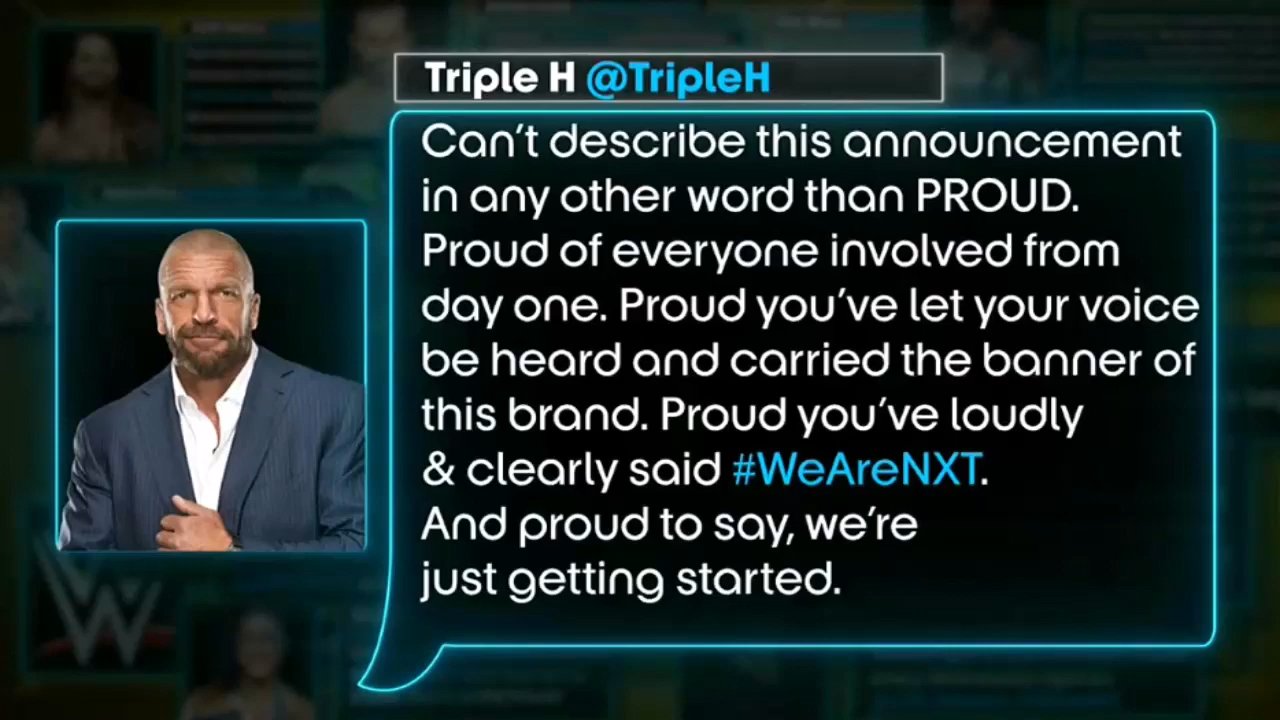 Triple H @TripleH
Can't describe this announcement
in any other word than PROUD.
Proud of everyone involved from
day one. Proud you've let your voice
be heard and carried the banner of
this brand. Proud you've loudly
& clearly said #WeAreNXT.
And proud to say, we're
just getting started.